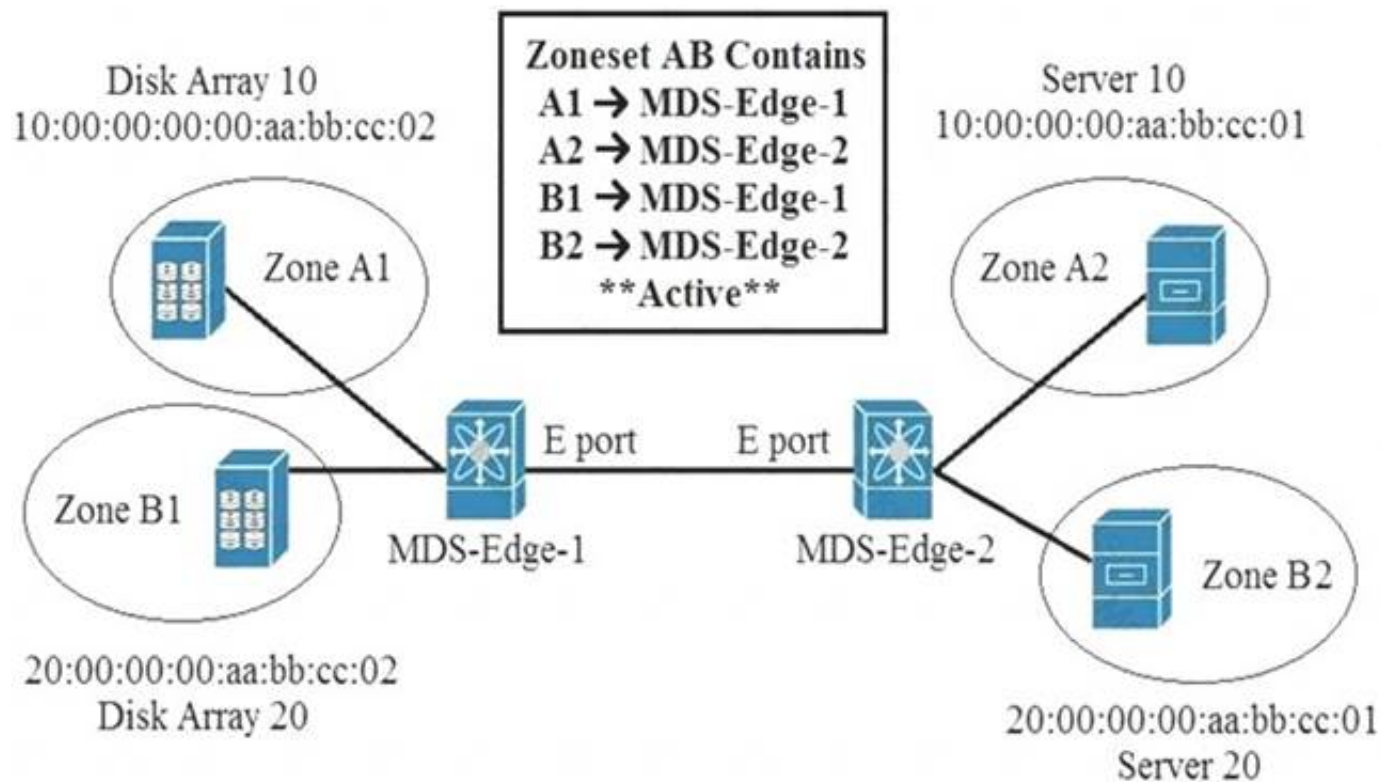 Zoneset AB Contains
A1 → MDS-Edge-1
A2 → MDS-Edge-2
B1 → MDS-Edge-1
B2 → MDS-Edge-2
**Active**
Disk Array 10
10:00:00:00:00:aa:bb:cc:02
Server 10
10:00:00:00:aa:bb:cc:01
Zone A1
Zone A2
E port
E port
Zone B1
MDS-Edge-1
MDS-Edge-2
Zone B2
20:00:00:00:aa:bb:cc:02
Disk Array 20
20:00:00:00:aa:bb:cc:01
Server 20